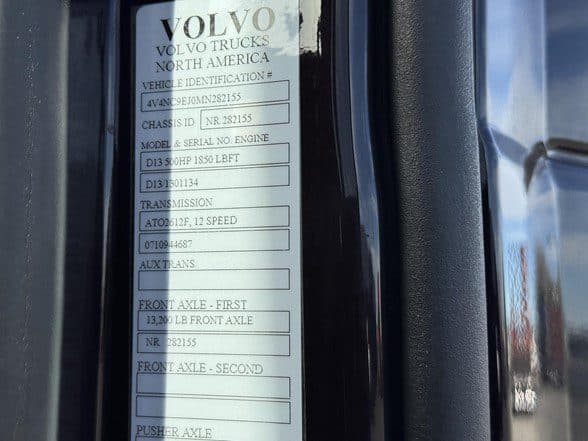 VOLVO
VOLVO TRUCKS
NORTH AMERICA
VEHICLE IDENTIFICATION #
4V4NC9EJ0MN282155
CHASSIS ID NR 282155
MODEL & SERIAL NO. ENGINE
D13 500HP 1850 LBFT
D13/1301134
TRANSMISSION
ATO2612F, 12 SPEED
0710944687
AUX TRANS.
FRONT AXLE - FIRST
13,200 LB FRONT AXLE
NR 282155
FRONT AXLE - SECOND
PUSHER AXLE